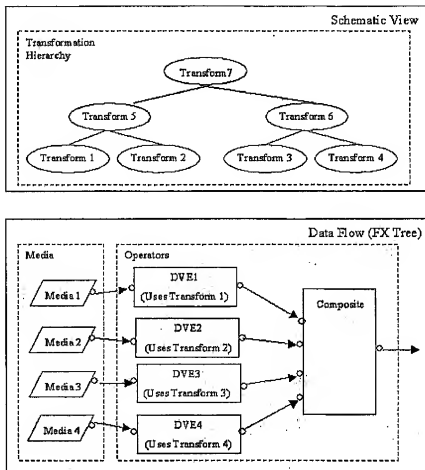 Schematic View
Transformation
Hierarchy
Transform7
Transform 5
Transform 6
Transform 1
Transform 2
Transform 3
Transform 4
Data Flow (FX Tree)
Media
Operators
Media 1
DVE1
(Uses Transform 1)
Composite
Media 2
DVE2
(Uses Transform 2)
Media 3
DVE3
(Uses Transform 3)
Media 4
DVE4
(Uses Transform 4)